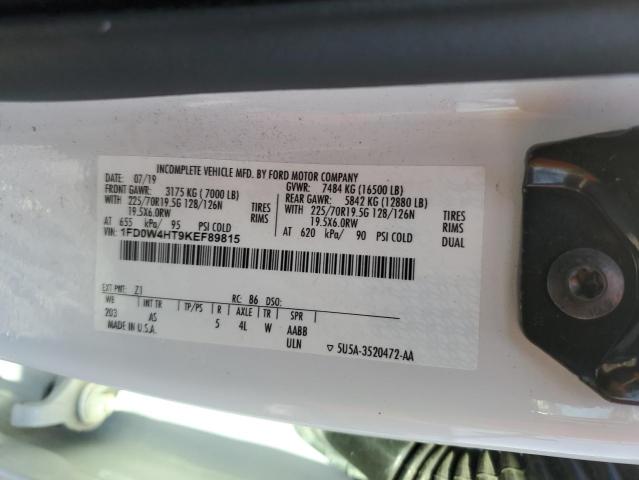 INCOMPLETE VEHICLE MFD. BY FORD MOTOR COMPANY
DATE: 07/19 GVWR: 7484 KG (16500 LB)
FRONT GAWR: 3175 KG (7000 LB) REAR GAWR: 5842 KG (12880 LB)
WITH 225/70R19.5G 128/126N TIRES WITH 225/70R19.5G 128/126N TIRES
19.5X6.0RW RIMS 19.5X6.0RW RIMS
AT 655 kPa/ 95 PSI COLD AT 620 kPa/ 90 PSI COLD DUAL
VIN: 1FD0W4HT9KEF89815
EXT PNT: Z1 RC: 86 DSO:
WB INT TR TP/PS R AXLE TR SPR
203 AS 5 4L W AABB
MADE IN U.S.A. ULN
▽ 5U5A-3520472-AA